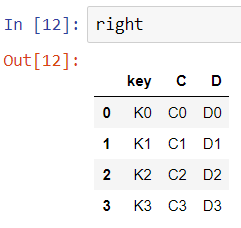 In [12]: right
Out[12]:
key C D
0 K0 C0 D0
1 K1 C1 D1
2 K2 C2 D2
3 K3 C3 D3